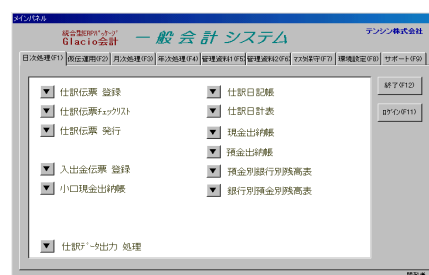 メインパネル
統合型ERPパッケージ
Glacio会計 一般会計システム テンシン株式会社
日次処理(F1) 仮伝運用(F2) 月次処理(F3) 年次処理(F4) 管理資料1(F5) 管理資料2(F6) マスタ保守(F7) 環境設定(F8) サポート(F9)
仕訳伝票 登録 仕訳日記帳 終了(F12)
仕訳伝票チェックリスト 仕訳日計表 ログイン(F11)
仕訳伝票 発行 現金出納帳
預金出納帳
入出金伝票 登録 預金別銀行別残高表
小口現金出納帳 銀行別預金別残高表
仕訳データ出力 処理